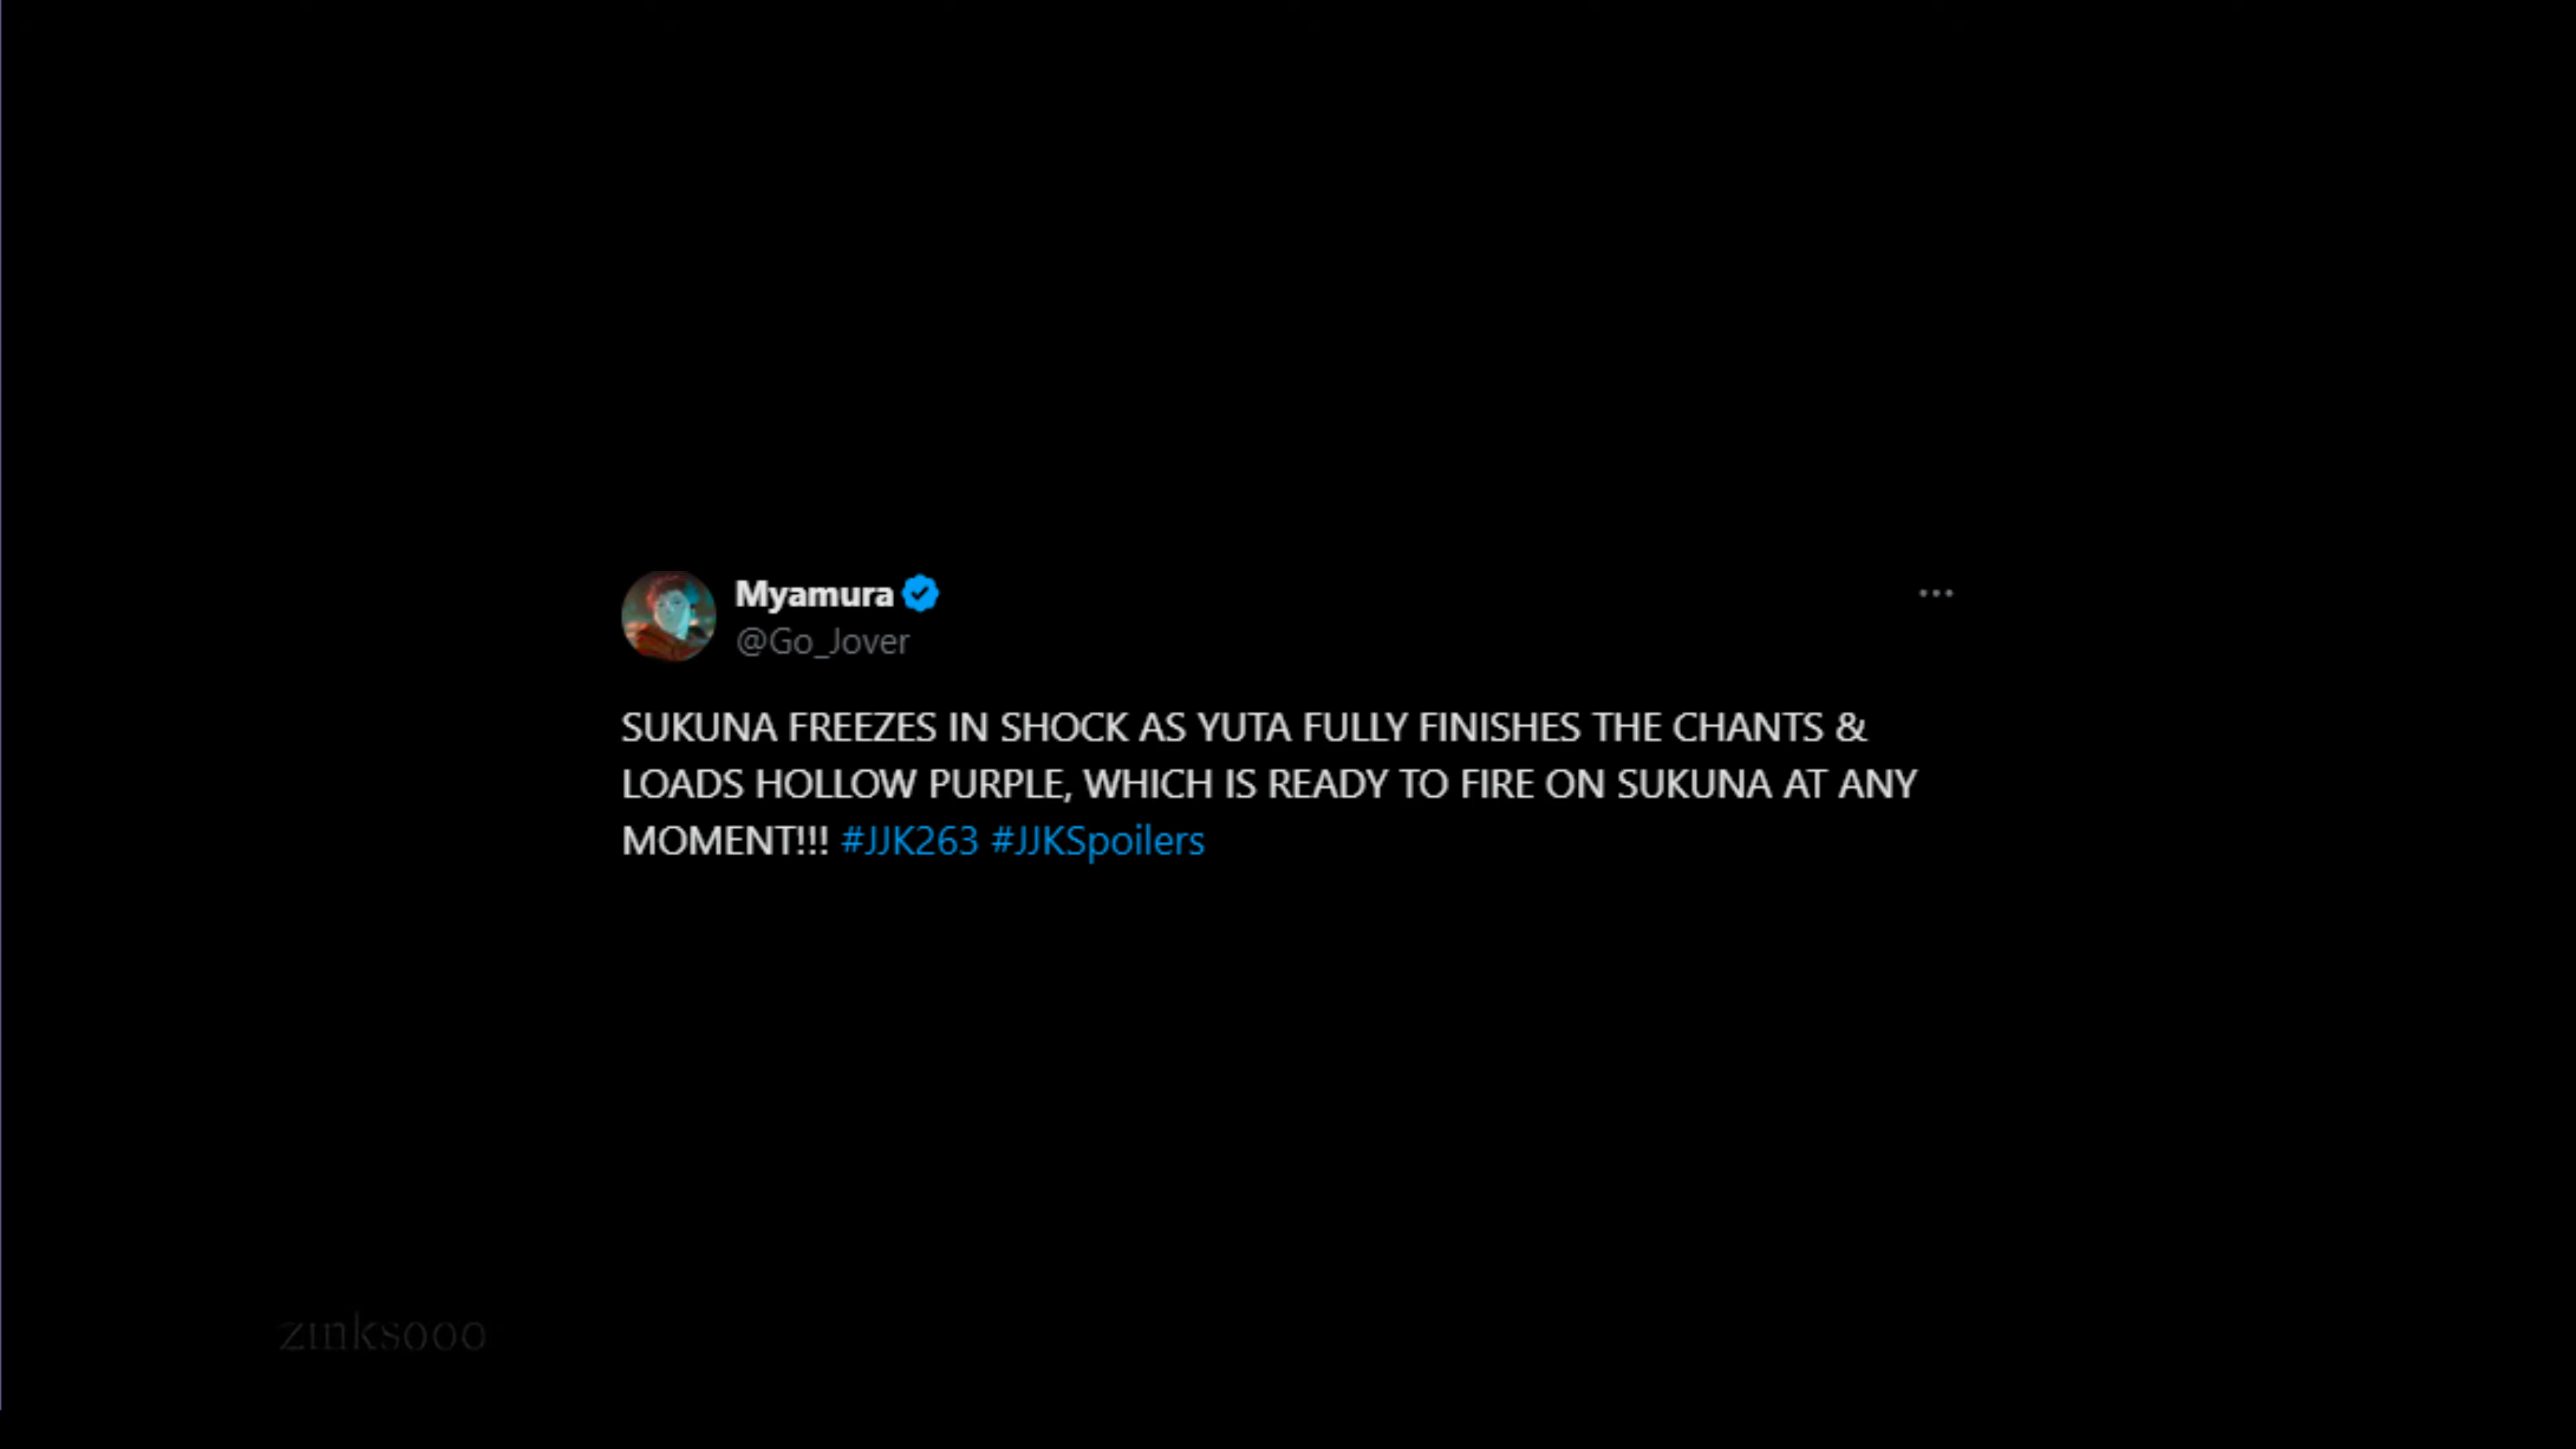 Myamura
@Go_Jover
SUKUNA FREEZES IN SHOCK AS YUTA FULLY FINISHES THE CHANTS &
LOADS HOLLOW PURPLE, WHICH IS READY TO FIRE ON SUKUNA AT ANY
MOMENT!!! #JJK263 #JJKSpoilers
zinksooo